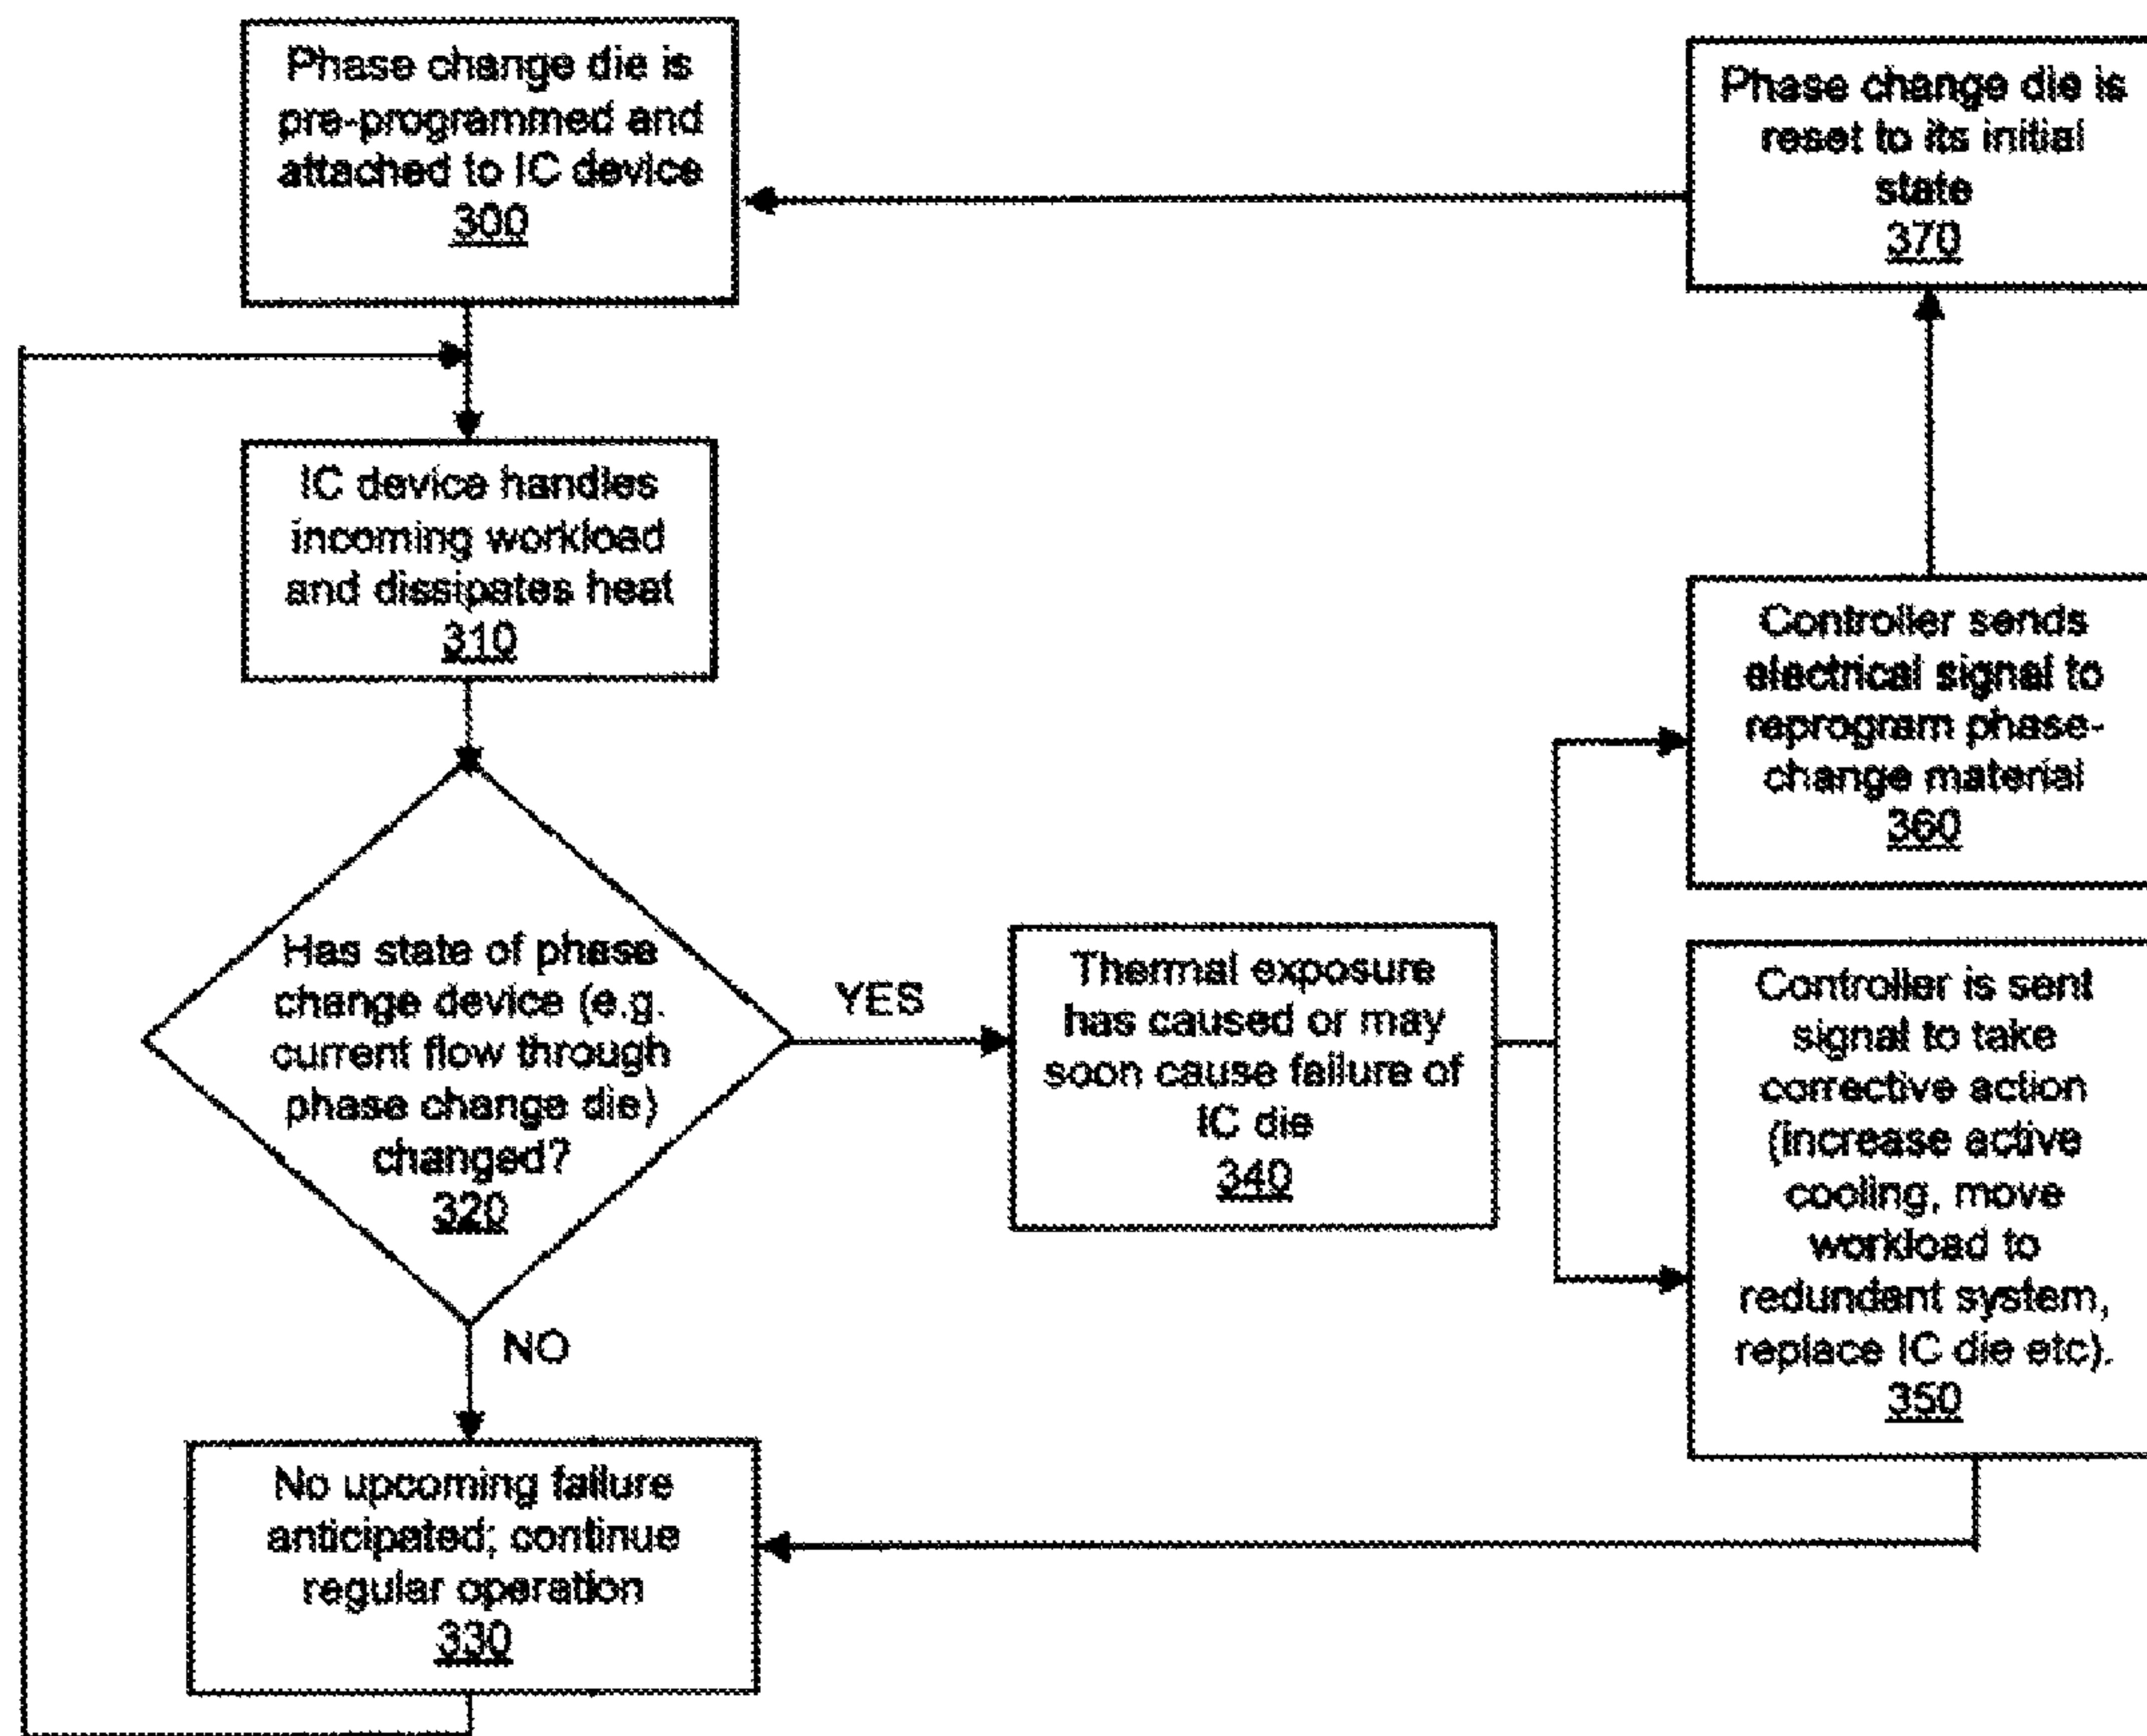 Phase change die is
pre-programmed and
attached to IC device
300
Phase change die is
reset to its initial
state
370
IC device handles
incoming workload
and dissipates heat
310
Controller sends
electrical signal to
reprogram phase-
change material
360
Has state of phase
change device (e.g.
current flow through
phase change die)
changed?
320
YES
Thermal exposure
has caused or may
soon cause failure of
IC die
340
Controller is sent
signal to take
corrective action
(increase active
cooling, move
workload to
redundant system,
replace IC die etc).
350
NO
No upcoming failure
anticipated; continue
regular operation
330